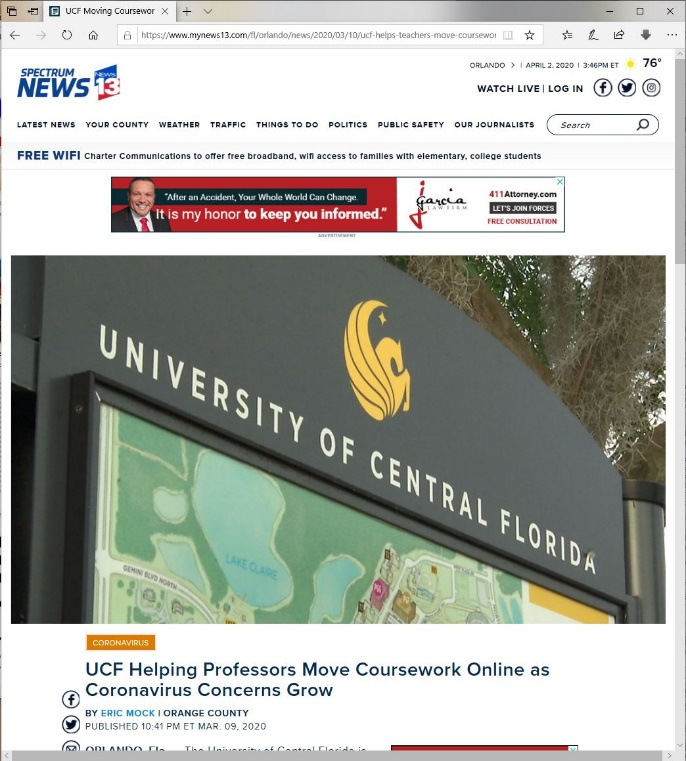 UCF Moving Coursewor
https://www.mynews13.com/fl/orlando/news/2020/03/10/ucf-helps-teachers-move-coursewor
SPECTRUM
NEWS NEWS 13
ORLANDO > | APRIL 2, 2020 | 3:46PM ET 76°
WATCH LIVE | LOG IN
LATEST NEWS YOUR COUNTY WEATHER TRAFFIC THINGS TO DO POLITICS PUBLIC SAFETY OUR JOURNALISTS Search
FREE WIFI Charter Communications to offer free broadband, wifi access to families with elementary, college students
"After an Accident, Your Whole World Can Change.
It is my honor to keep you informed."
garcia
LAW FIRM
411Attorney.com
LET'S JOIN FORCES
FREE CONSULTATION
ADVERTISEMENT
UNIVERSITY OF CENTRAL FLORIDA
LAKE CLAIRE
GEMINI BLVD NORTH
CORONAVIRUS
UCF Helping Professors Move Coursework Online as
Coronavirus Concerns Grow
BY ERIC MOCK | ORANGE COUNTY
PUBLISHED 10:41 PM ET MAR. 09, 2020
ORLANDO, Fla. — The University of Central Florida is